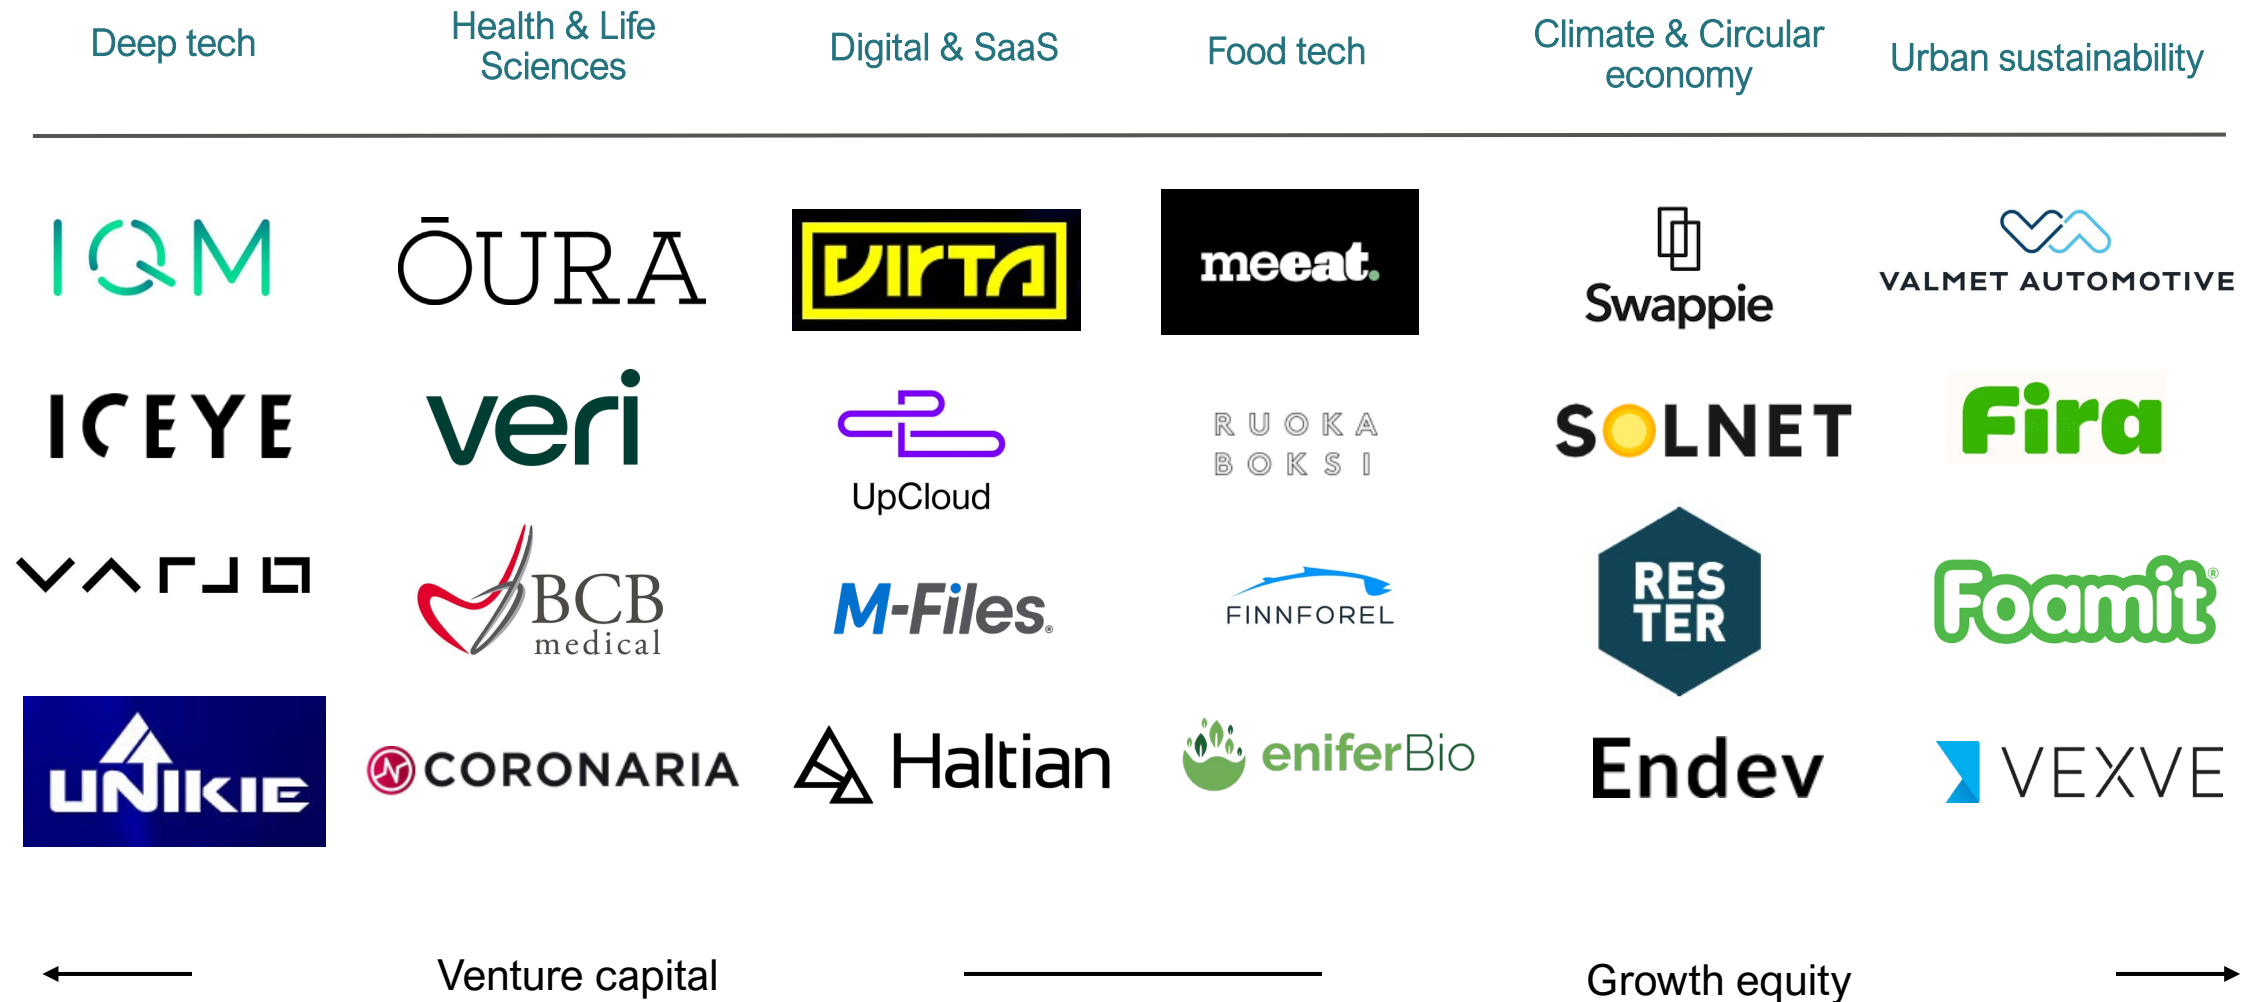 Deep tech
Health & Life
Sciences
Digital & SaaS
Food tech
Climate & Circular
economy
Urban sustainability
IQM
ŌURA
VIRTA
meeat.
Swappie
VALMET AUTOMOTIVE
ICEYE
veri
UpCloud
RUOKA
BOKSI
SOLNET
Fira
VARJO
BCB
medical
M-Files®
FINNFOREL
RES
TER
Foamit®
UNIKIE
CORONARIA
Haltian
eniferBio
Endev
VEXVE
Venture capital
Growth equity